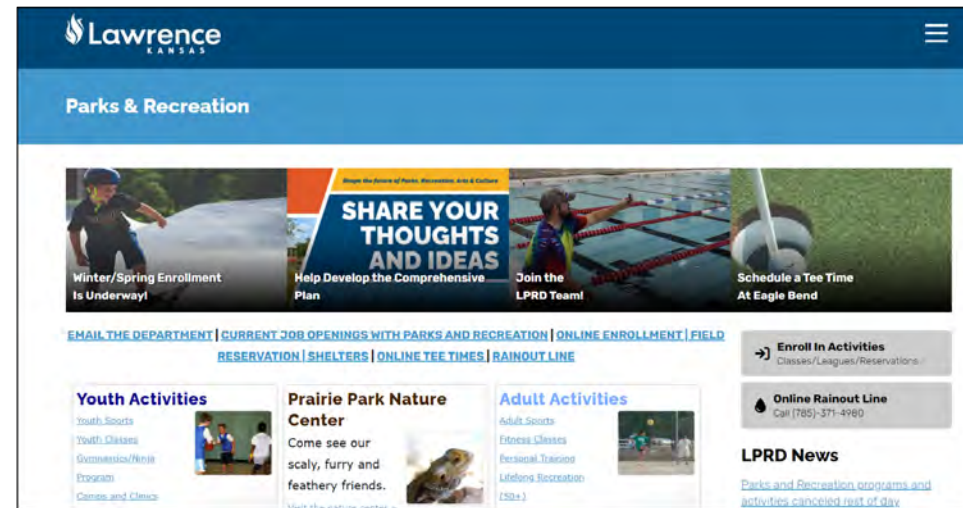 Lawrence
KANSAS
Parks & Recreation
Winter/Spring Enrollment
Is Underway!
Shape the future of Parks, Recreation, Arts & Culture
SHARE YOUR
THOUGHTS
AND IDEAS
Help Develop the Comprehensive
Plan
Join the
LPRD Team!
Schedule a Tee Time
At Eagle Bend
EMAIL THE DEPARTMENT | CURRENT JOB OPENINGS WITH PARKS AND RECREATION | ONLINE ENROLLMENT | FIELD
RESERVATION | SHELTERS | ONLINE TEE TIMES | RAINOUT LINE
Youth Activities
Youth Sports
Youth Classes
Gymnastics/Ninja
Program
Camps and Clinics
Prairie Park Nature
Center
Come see our
scaly, furry and
feathery friends.
Visit the nature center
Adult Activities
Adult Sports
Fitness Classes
Personal Training
Lifelong Recreation
(50+)
Enroll In Activities
Classes/Leagues/Reservations
Online Rainout Line
Call (785)-371-4980
LPRD News
Parks and Recreation programs and
activities canceled rest of day